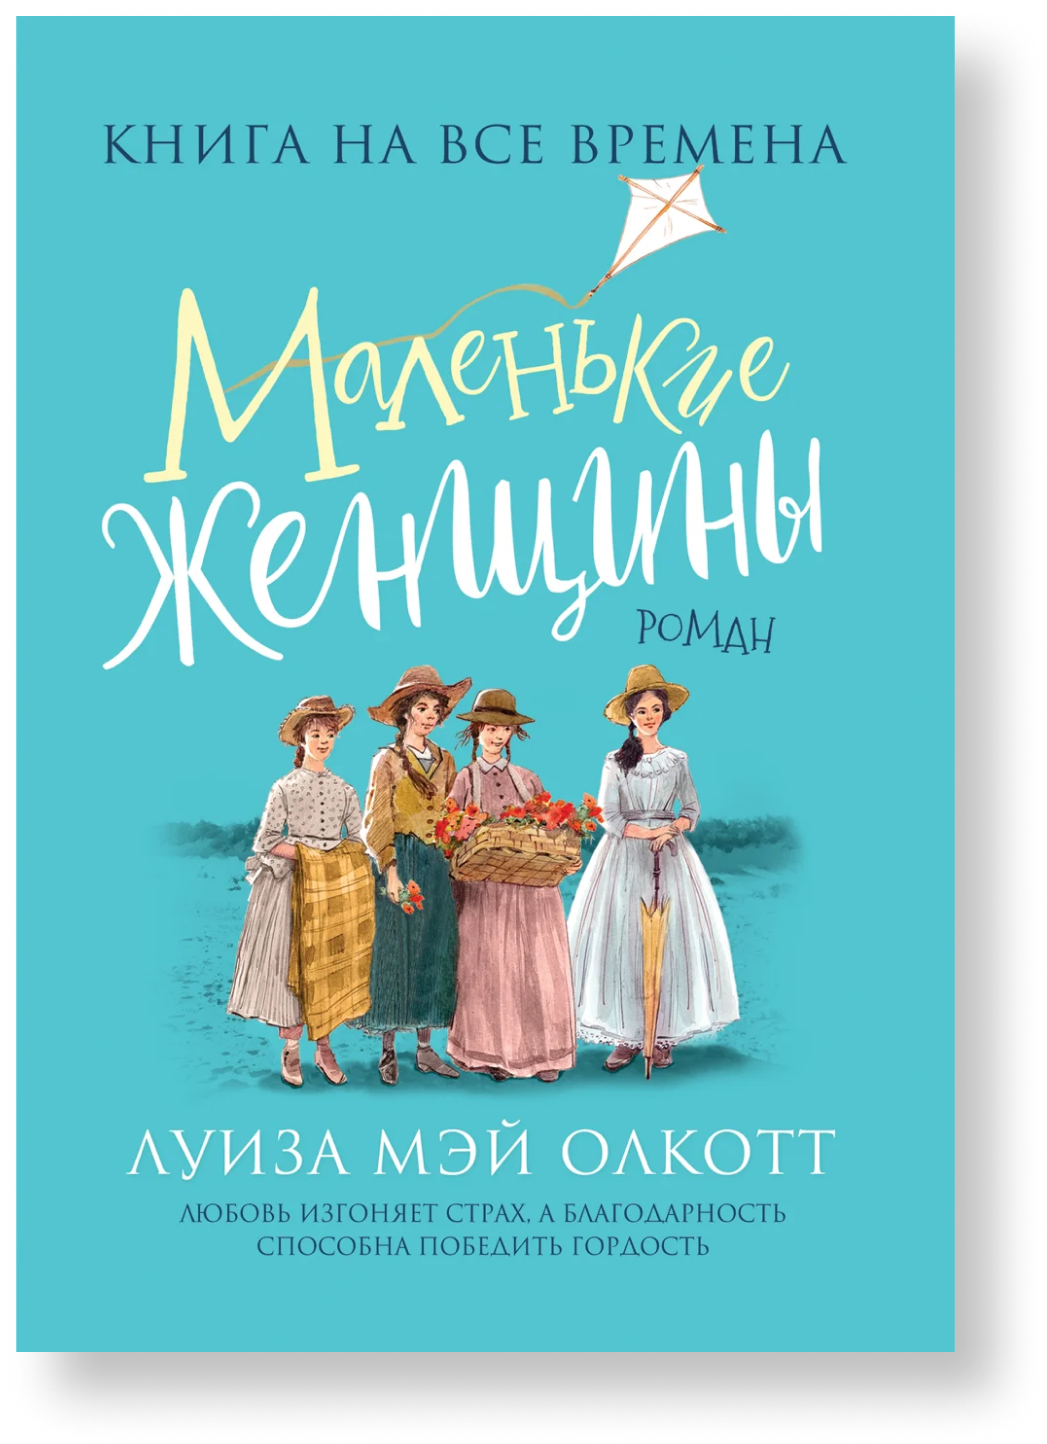 КНИГА НА ВСЕ ВРЕМЕНА
Маленькие
женщины
РОМАН
ЛУИЗА МЭЙ ОЛКОТТ
ЛЮБОВЬ ИЗГОНЯЕТ СТРАХ, А БЛАГОДАРНОСТЬ
СПОСОБНА ПОБЕДИТЬ ГОРДОСТЬ